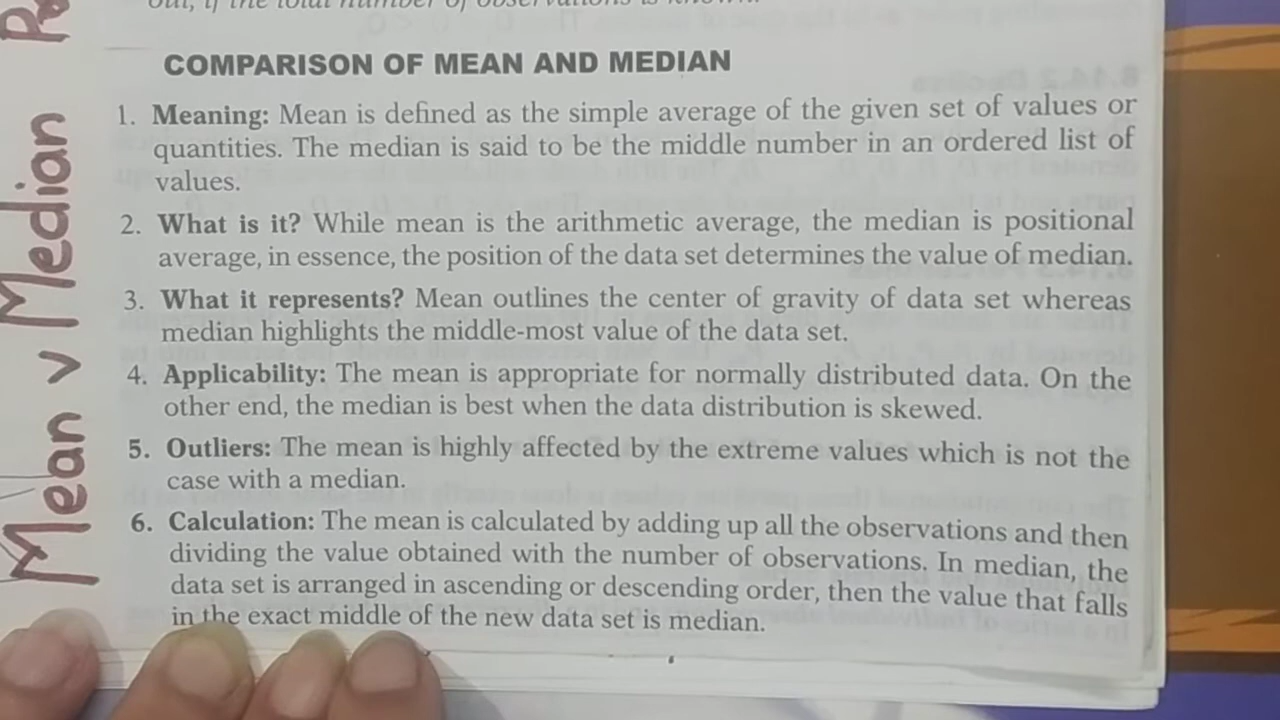 COMPARISON OF MEAN AND MEDIAN
1. Meaning: Mean is defined as the simple average of the given set of values or
quantities. The median is said to be the middle number in an ordered list of
values.
2. What is it? While mean is the arithmetic average, the median is positional
average, in essence, the position of the data set determines the value of median.
3. What it represents? Mean outlines the center of gravity of data set whereas
median highlights the middle-most value of the data set.
4. Applicability: The mean is appropriate for normally distributed data. On the
other end, the median is best when the data distribution is skewed.
5. Outliers: The mean is highly affected by the extreme values which is not the
case with a median.
6. Calculation: The mean is calculated by adding up all the observations and then
dividing the value obtained with the number of observations. In median, the
data set is arranged in ascending or descending order, then the value that falls
in the exact middle of the new data set is median.
Mean v Median